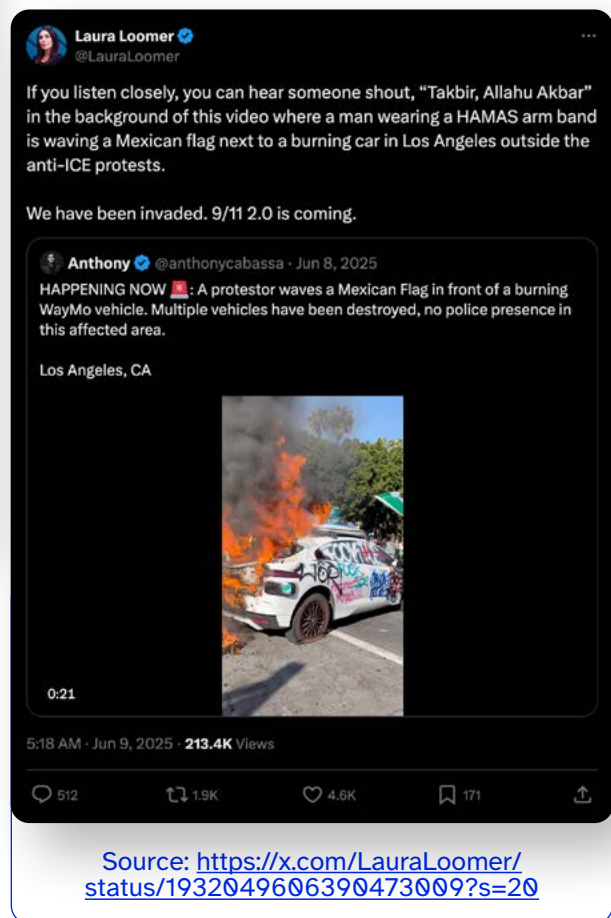 Laura Loomer
@LauraLoomer
If you listen closely, you can hear someone shout, “Takbir, Allahu Akbar”
in the background of this video where a man wearing a HAMAS arm band
is waving a Mexican flag next to a burning car in Los Angeles outside the
anti-ICE protests.
We have been invaded. 9/11 2.0 is coming.
Anthony @anthonycabassa · Jun 8, 2025
HAPPENING NOW 🚨: A protestor waves a Mexican Flag in front of a burning
WayMo vehicle. Multiple vehicles have been destroyed, no police presence in
this affected area.
Los Angeles, CA
0:21
5:18 AM · Jun 9, 2025 · 213.4K Views
512 1.9K 4.6K 171
Source: https://x.com/LauraLoomer/
status/1932049606390473009?s=20